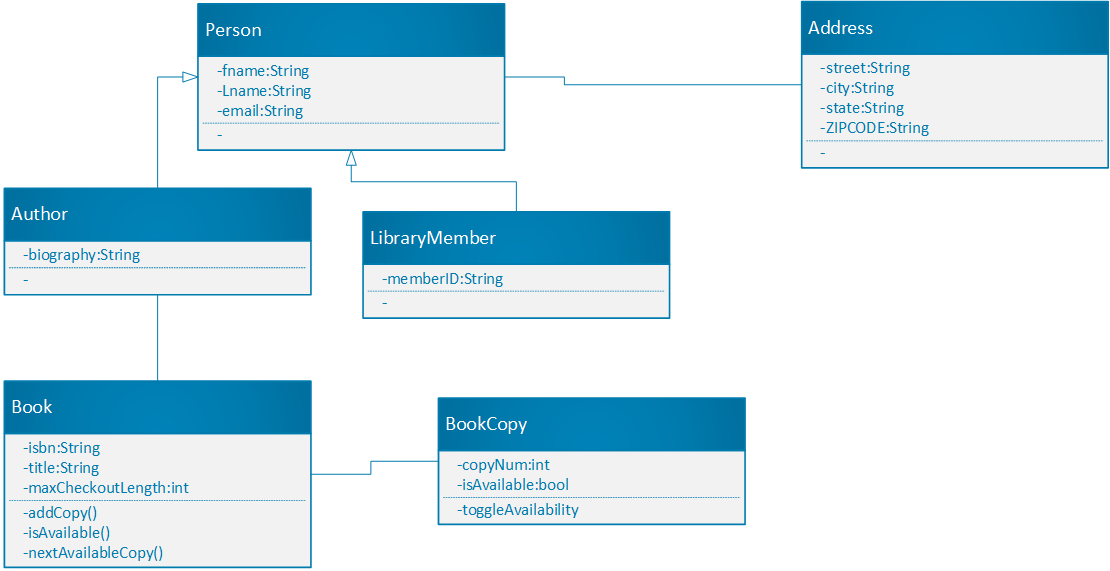 Person
-fname:String
-Lname:String
-email:String
-
Address
-street:String
-city:String
-state:String
-ZIPCODE:String
-
Author
-biography:String
-
LibraryMember
-memberID:String
-
Book
-isbn:String
-title:String
-maxCheckoutLength:int
-addCopy()
-isAvailable()
-nextAvailableCopy()
BookCopy
-copyNum:int
-isAvailable:bool
-toggleAvailability